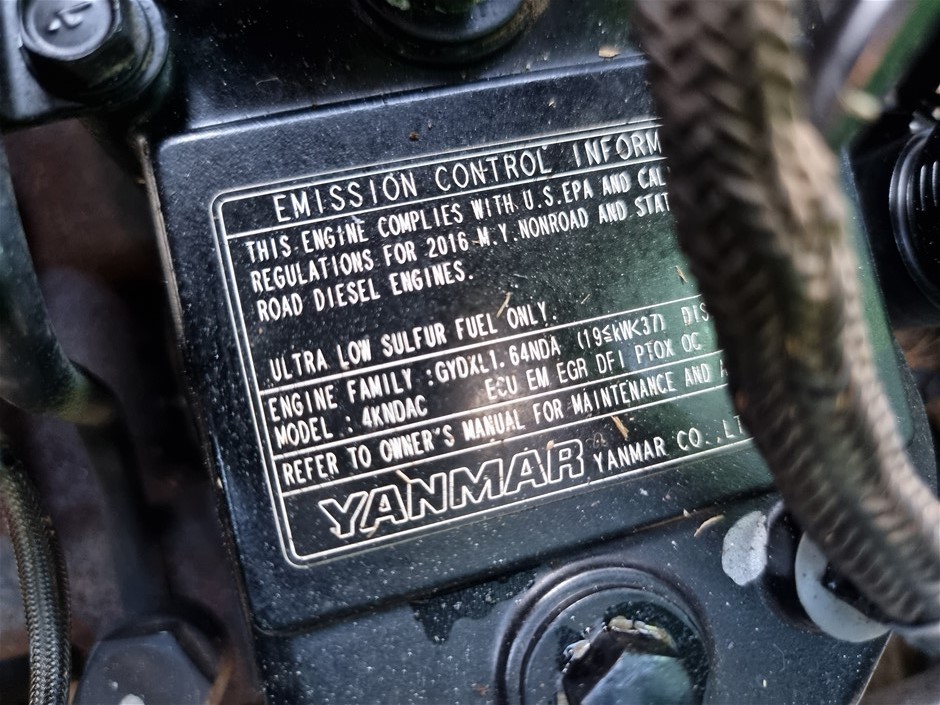 EMISSION CONTROL INFORM
THIS ENGINE COMPLIES WITH U.S.EPA AND CAL
REGULATIONS FOR 2016 M.Y.NONROAD AND STAT
ROAD DIESEL ENGINES.
ULTRA LOW SULFUR FUEL ONLY.
ENGINE FAMILY :GYDXL1.64NDA (19≤kW<37) DIS
MODEL : 4KNDAC ECU EM EGR DFI PTOX OC
REFER TO OWNER'S MANUAL FOR MAINTENANCE AND A
YANMAR YANMAR CO.,LT